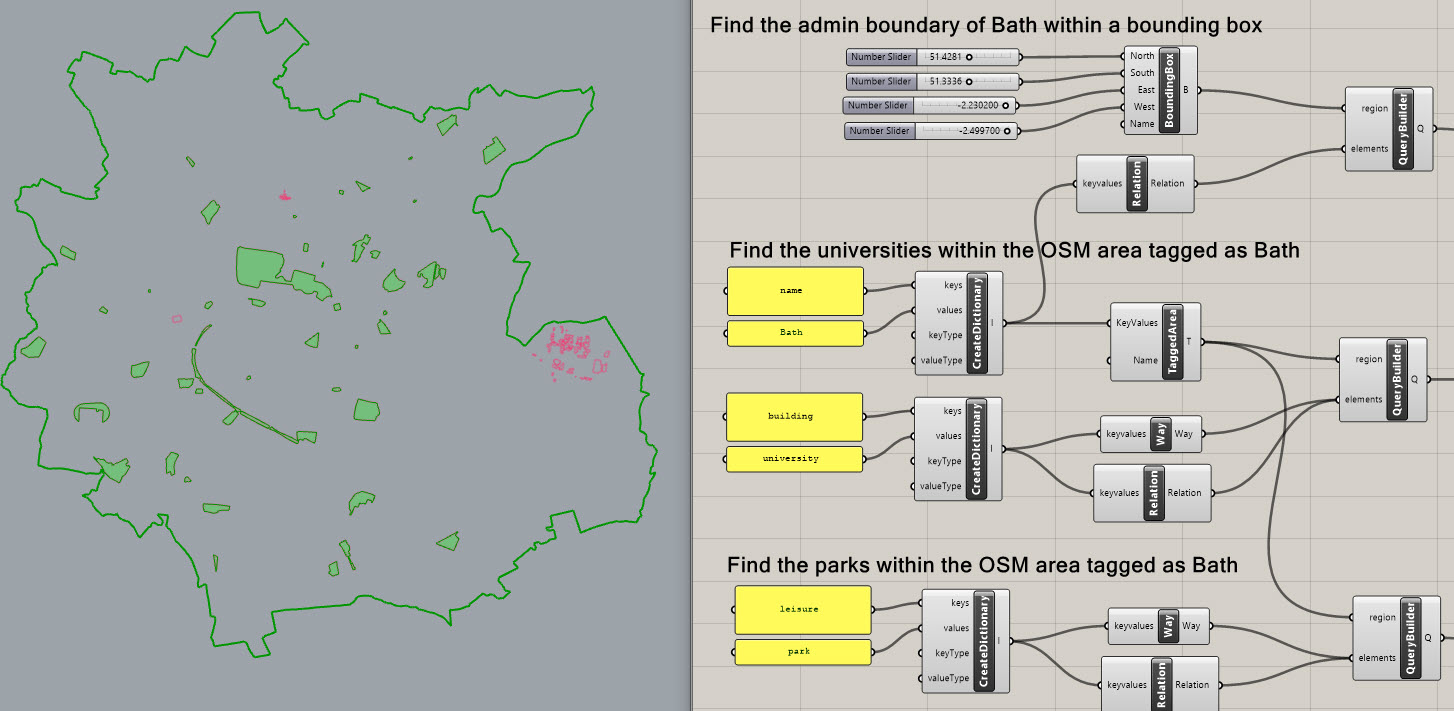 Find the admin boundary of Bath within a bounding box
Number Slider 51.4281
Number Slider 51.3336
Number Slider -2.230200
Number Slider -2.499700
North
South
East
West
Name
BoundingBox
B
region
elements
QueryBuilder
Q
keyvalues
Relation
Relation
Find the universities within the OSM area tagged as Bath
name
Bath
keys
values
keyType
valueType
CreateDictionary
I
KeyValues
Name
TaggedArea
T
region
elements
QueryBuilder
Q
building
university
keys
values
keyType
valueType
CreateDictionary
I
keyvalues
Way
Way
keyvalues
Relation
Relation
Find the parks within the OSM area tagged as Bath
leisure
park
keys
values
keyType
valueType
CreateDictionary
I
keyvalues
Way
Way
keyvalues
Relation
Relation
region
elements
QueryBuilder
Q